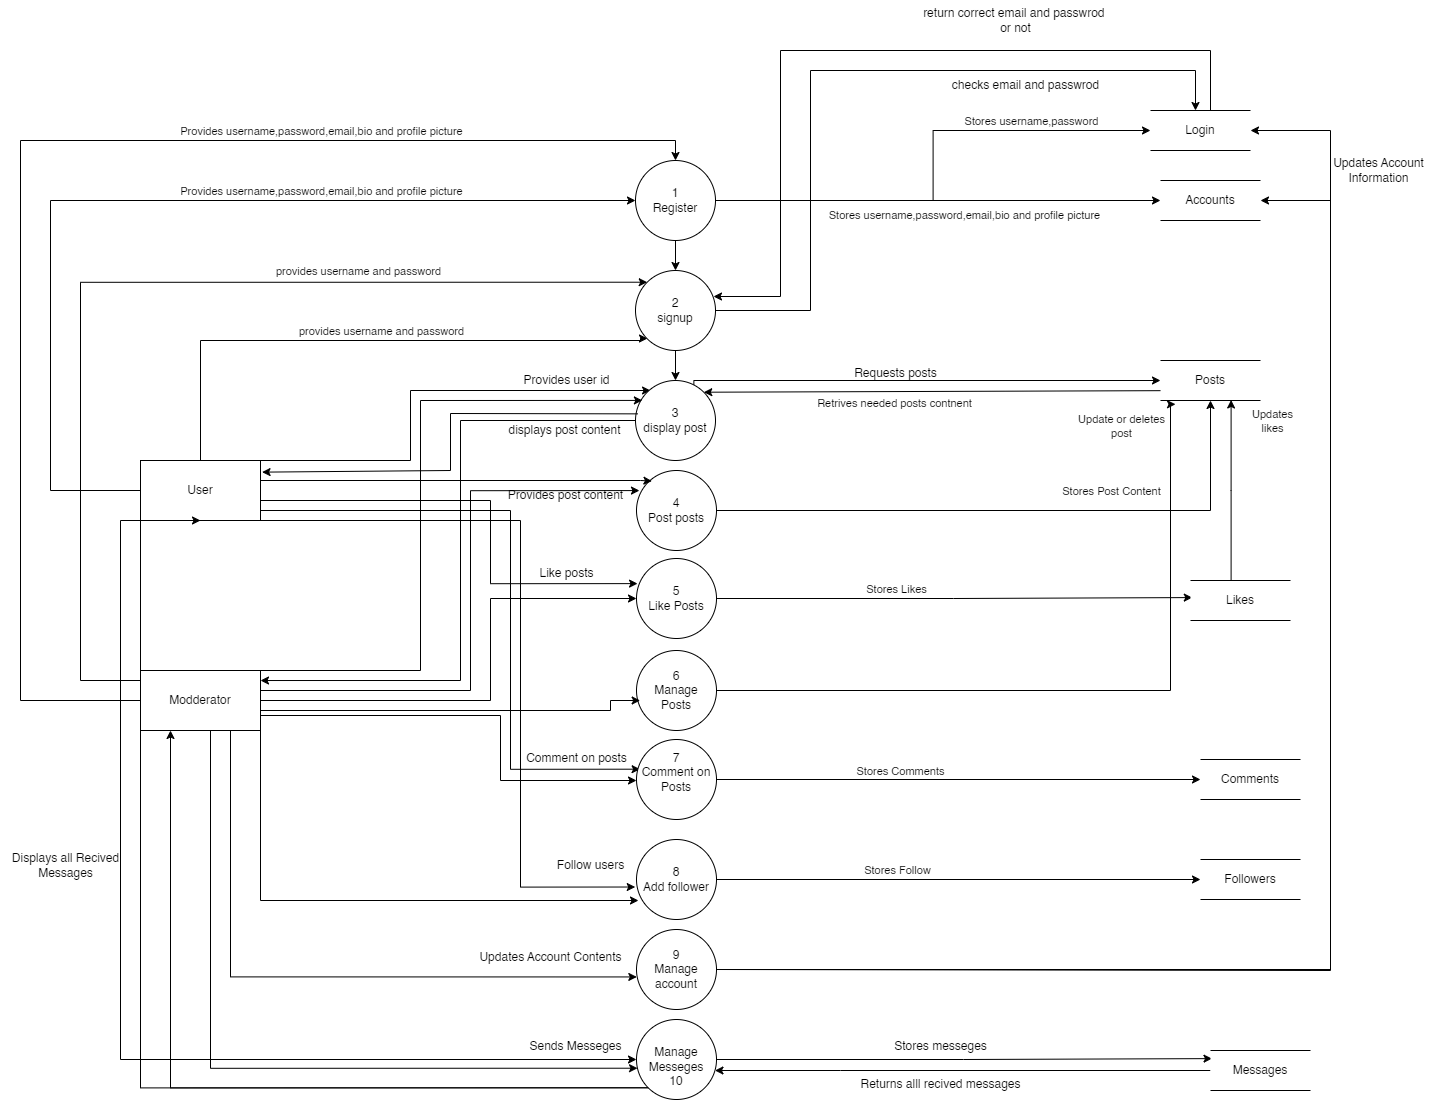 return correct email and passwrod
or not
checks email and passwrod
Stores username,password
Login
Provides username,password,email,bio and profile picture
Updates Account
Information
Provides username,password,email,bio and profile picture
1
Register
Accounts
Stores username,password,email,bio and profile picture
provides username and password
2
signup
provides username and password
Provides user id
Requests posts
Posts
Retrives needed posts contnent
3
display post
displays post content
Update or deletes
post
Updates
likes
User
Provides post content
4
Post posts
Stores Post Content
Like posts
5
Like Posts
Stores Likes
Likes
Modderator
6
Manage
Posts
Comment on posts
7
Comment on
Posts
Stores Comments
Comments
Displays all Recived
Messages
Follow users
8
Add follower
Stores Follow
Followers
Updates Account Contents
9
Manage
account
Sends Messeges
Manage
Messeges
10
Stores messeges
Messages
Returns alll recived messages